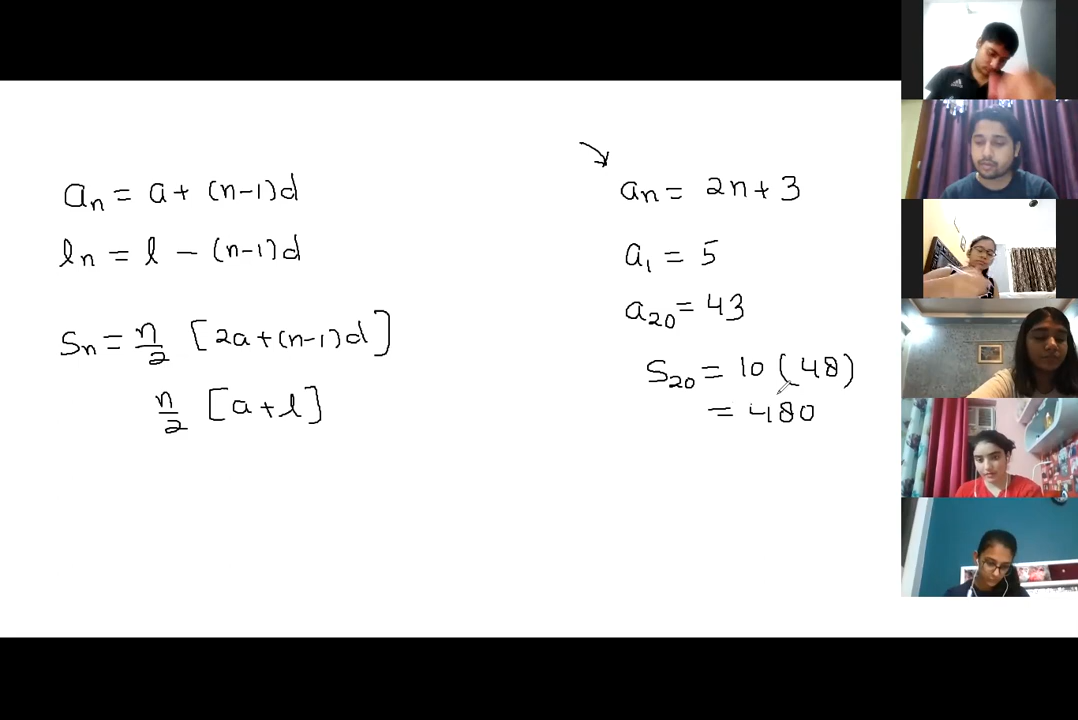 aₙ = a + (n-1)d
lₙ = l - (n-1)d
Sₙ = n/2 [2a+(n-1)d]
n/2 [a+l]
aₙ = 2n+3
a₁ = 5
a₂₀ = 43
S₂₀ = 10 (48)
= 480